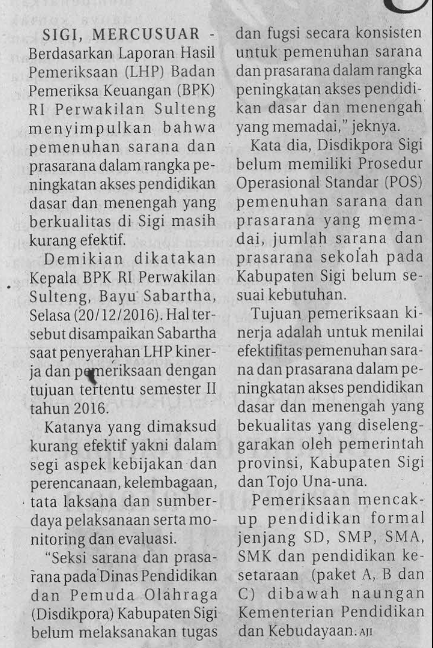 SIGI, MERCUSUAR -
Berdasarkan Laporan Hasil
Pemeriksaan (LHP) Badan
Pemeriksa Keuangan (BPK)
RI Perwakilan Sulteng
menyimpulkan bahwa
pemenuhan sarana dan
prasarana dalam rangka pe-
ningkatan akses pendidikan
dasar dan menengah yang
berkualitas di Sigi masih
kurang efektif.
Demikian dikatakan
Kepala BPK RI Perwakilan
Sulteng, Bayu Sabartha,
Selasa (20/12/2016). Hal ter-
sebut disampaikan Sabartha
saat penyerahan LHP kiner-
ja dan pemeriksaan dengan
tujuan tertentu semester II
tahun 2016.
Katanya yang dimaksud
kurang efektif yakni dalam
segi aspek kebijakan dan
perencanaan, kelembagaan,
tata laksana dan sumber-
daya pelaksanaan serta mo-
nitoring dan evaluasi.
"Seksi sarana dan prasa-
rana pada Dinas Pendidikan
dan Pemuda Olahraga
(Disdikpora) Kabupaten Sigi
belum melaksanakan tugas
dan fugsi secara konsisten
untuk pemenuhan sarana
dan prasarana dalam rangka
peningkatan akses pendidi-
kan dasar dan menengah
yang memadai," jeknya.
Kata dia, Disdikpora Sigi
belum memiliki Prosedur
Operasional Standar (POS)
pemenuhan sarana dan
prasarana yang mema-
dai, jumlah sarana dan
prasarana sekolah pada
Kabupaten Sigi belum se-
suai kebutuhan.
Tujuan pemeriksaan ki-
nerja adalah untuk menilai
efektifitas pemenuhan sara-
na dan prasarana dalam pe-
ningkatan akses pendidikan
dasar dan menengah yang
bekualitas yang diseleng-
garakan oleh pemerintah
provinsi, Kabupaten Sigi
dan Tojo Una-una.
Pemeriksaan mencak-
up pendidikan formal
jenjang SD, SMP, SMA,
SMK dan pendidikan ke-
setaraan (paket A, B dan
C) dibawah naungan
Kementerian Pendidikan
dan Kebudayaan. AJI